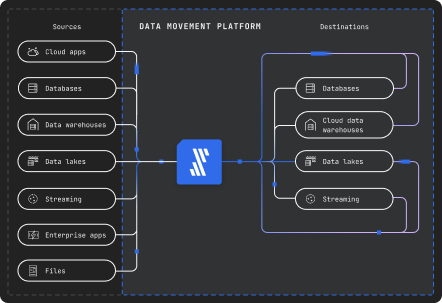 Sources
DATA MOVEMENT PLATFORM
Destinations
Cloud apps
Databases
Data warehouses
Data lakes
Streaming
Enterprise apps
Files
Databases
Cloud data
warehouses
Data lakes
Streaming